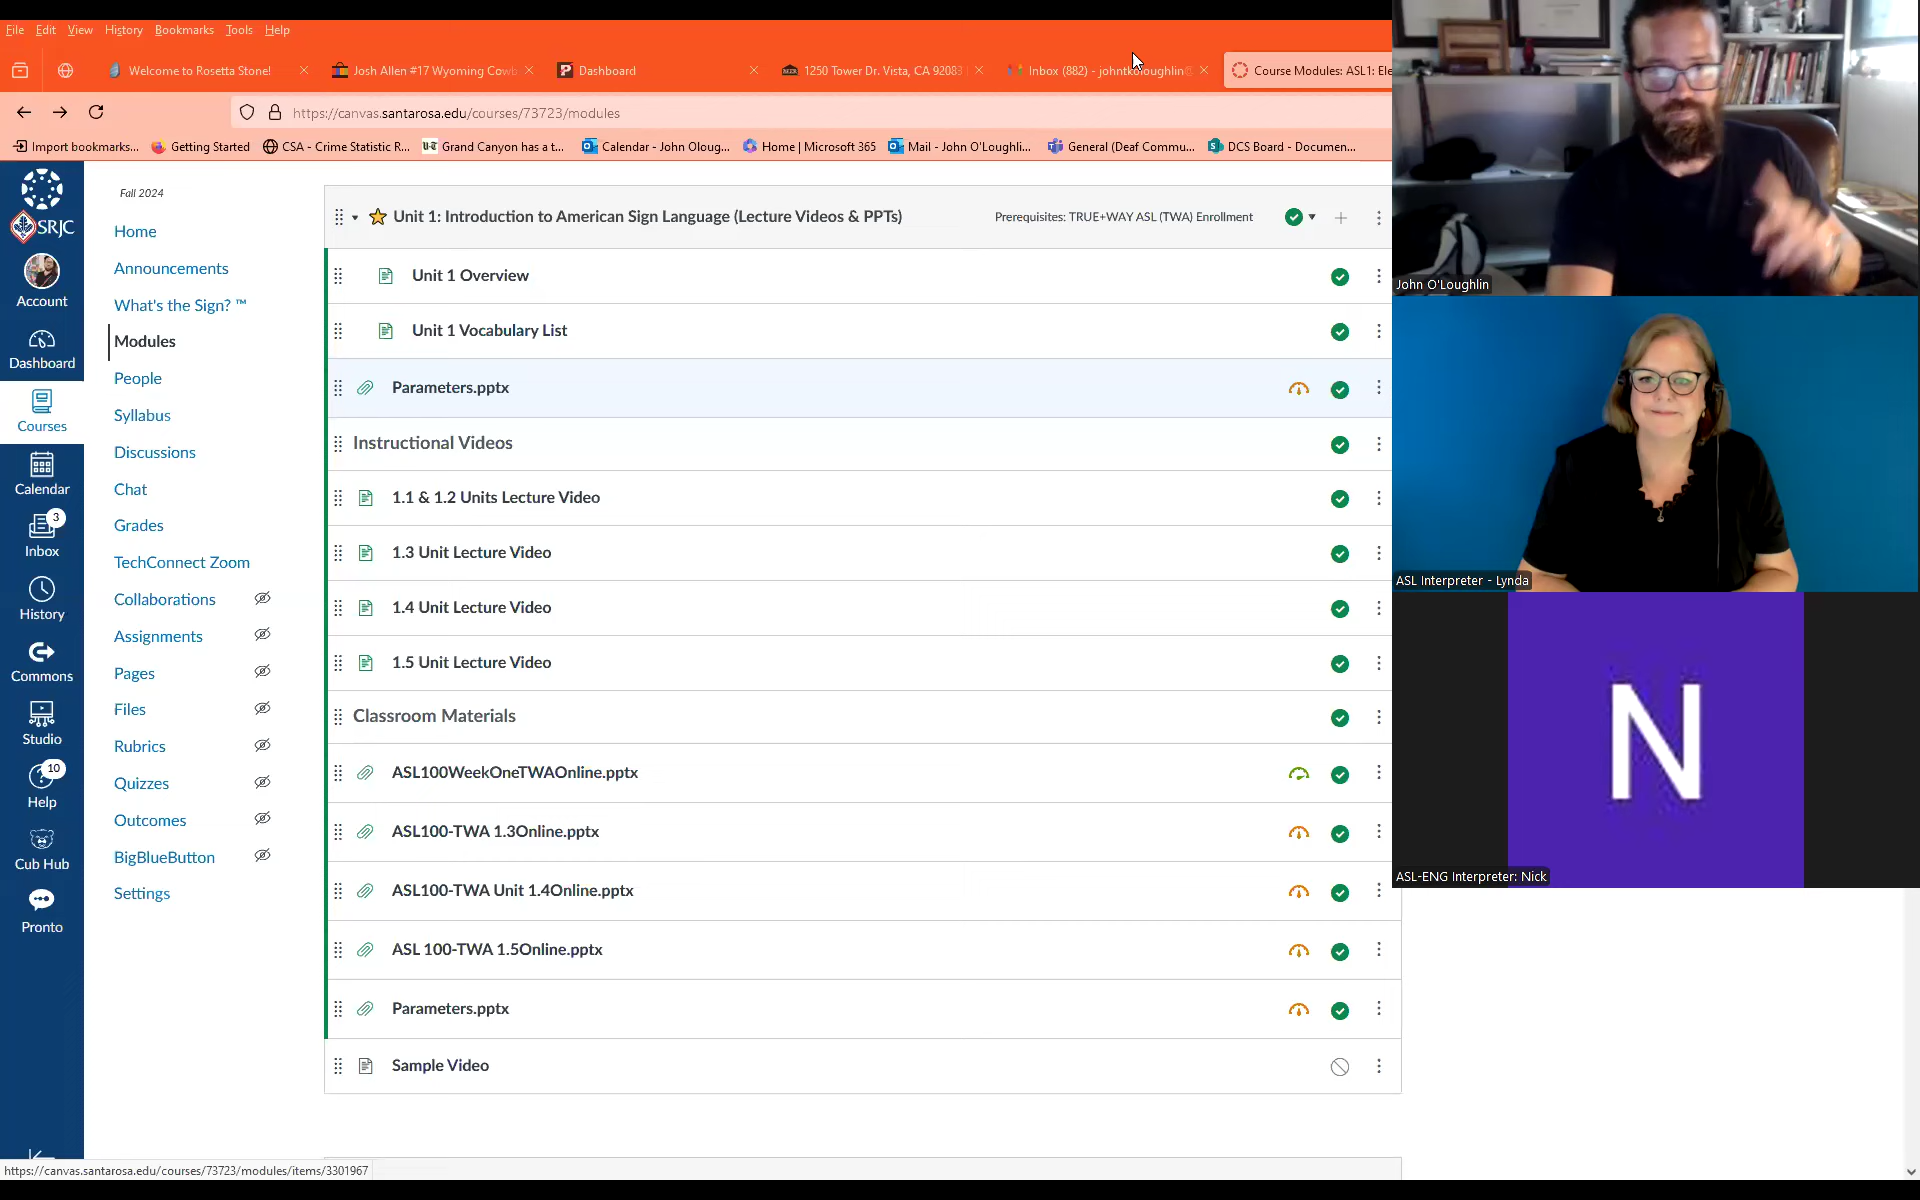 File Edit View History Bookmarks Tools Help
Welcome to Rosetta Stone!
Josh Allen #17 Wyoming Cowb
Dashboard
1250 Tower Dr. Vista, CA 92083
Inbox (882) - johntkoloughlin
Course Modules: ASL1: Ele
https://canvas.santarosa.edu/courses/73723/modules
Import bookmarks...
Getting Started
CSA - Crime Statistic R...
Grand Canyon has a t...
Calendar - John Oloug...
Home | Microsoft 365
Mail - John O'Loughli...
General (Deaf Commu...
DCS Board - Documen...
SRJC
Account
Dashboard
Courses
Calendar
3
Inbox
History
Commons
Studio
10
Help
Cub Hub
Pronto
Fall 2024
Home
Announcements
What's the Sign? ™
Modules
People
Syllabus
Discussions
Chat
Grades
TechConnect Zoom
Collaborations
Assignments
Pages
Files
Rubrics
Quizzes
Outcomes
BigBlueButton
Settings
Unit 1: Introduction to American Sign Language (Lecture Videos & PPTs)
Prerequisites: TRUE+WAY ASL (TWA) Enrollment
Unit 1 Overview
Unit 1 Vocabulary List
Parameters.pptx
Instructional Videos
1.1 & 1.2 Units Lecture Video
1.3 Unit Lecture Video
1.4 Unit Lecture Video
1.5 Unit Lecture Video
Classroom Materials
ASL100WeekOneTWAOnline.pptx
ASL100-TWA 1.3Online.pptx
ASL100-TWA Unit 1.4Online.pptx
ASL 100-TWA 1.5Online.pptx
Parameters.pptx
Sample Video
https://canvas.santarosa.edu/courses/73723/modules/items/3301967
John O'Loughlin
ASL Interpreter - Lynda
N
ASL-ENG Interpreter: Nick